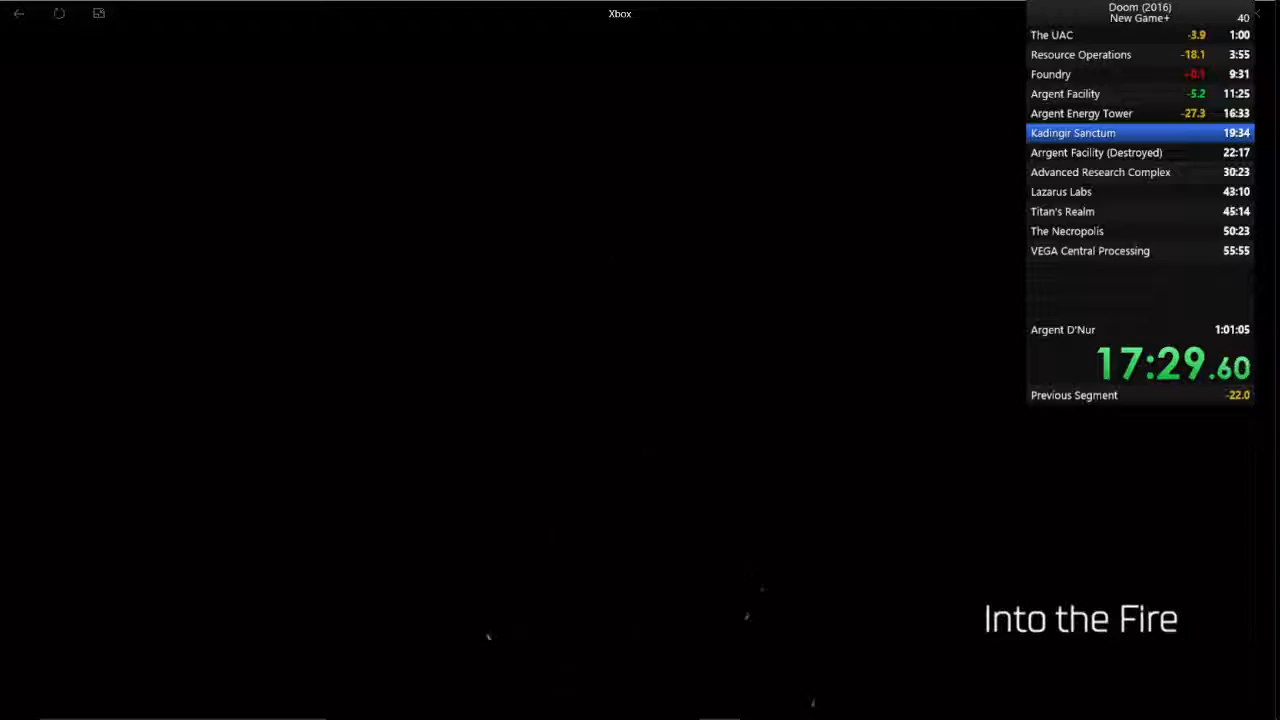 Xbox
Doom (2016)
New Game+ 40
The UAC -3.9 1:00
Resource Operations -18.1 3:55
Foundry +0.1 9:31
Argent Facility -5.2 11:25
Argent Energy Tower -27.3 16:33
Kadingir Sanctum 19:34
Arrgent Facility (Destroyed) 22:17
Advanced Research Complex 30:23
Lazarus Labs 43:10
Titan's Realm 45:14
The Necropolis 50:23
VEGA Central Processing 55:55
Argent D'Nur 1:01:05
17:29.60
Previous Segment -22.0
Into the Fire